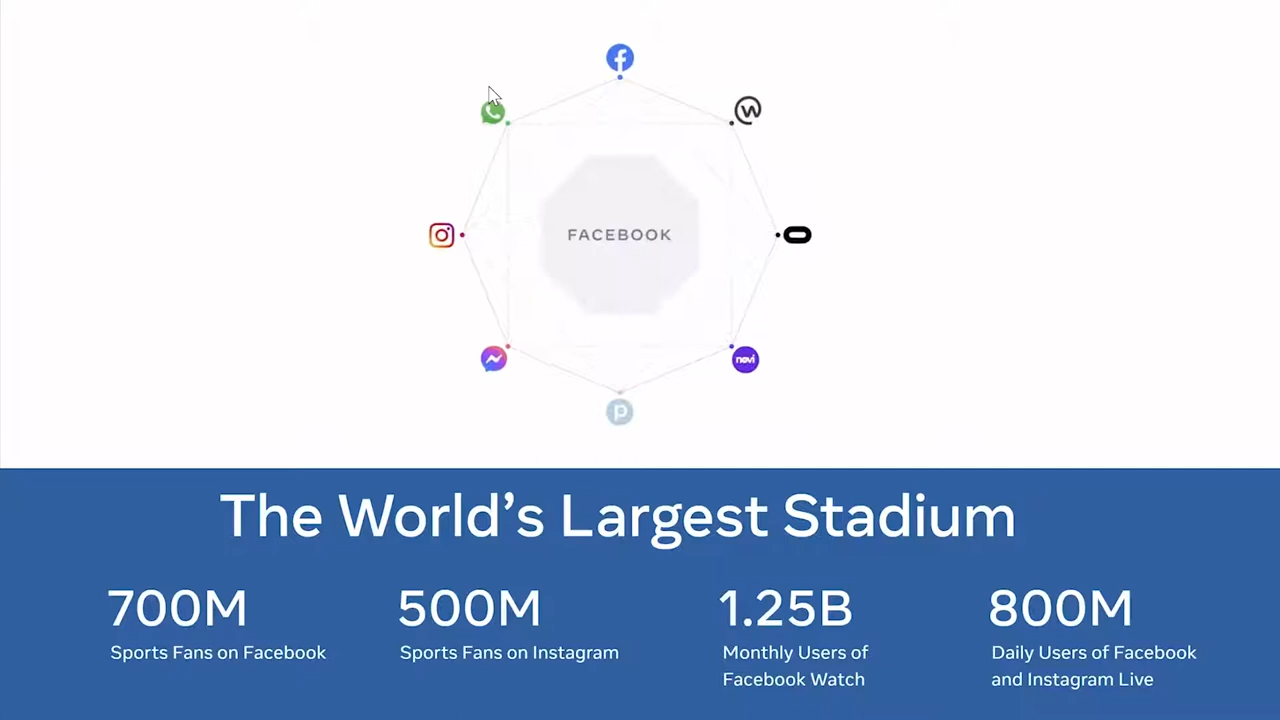 FACEBOOK
novi
The World’s Largest Stadium
700M
Sports Fans on Facebook
500M
Sports Fans on Instagram
1.25B
Monthly Users of
Facebook Watch
800M
Daily Users of Facebook
and Instagram Live